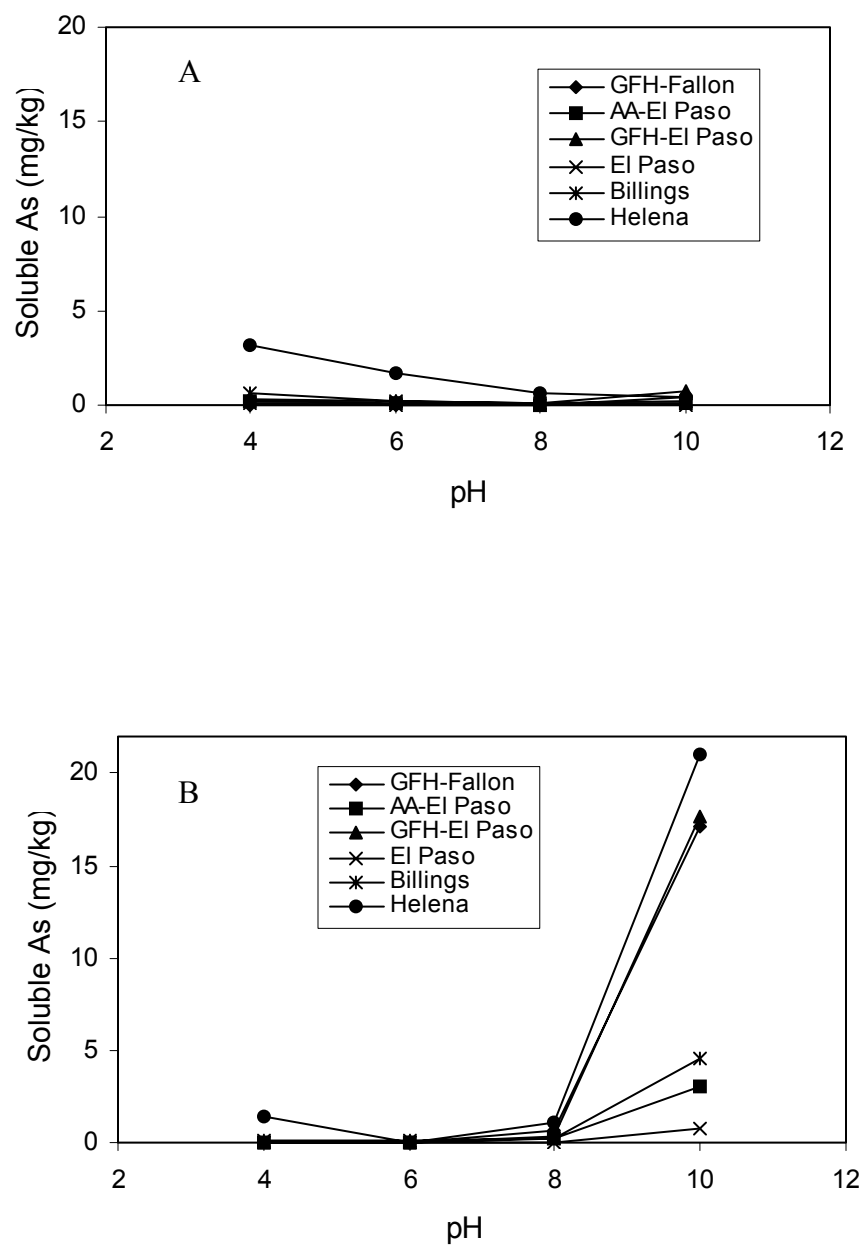 20
A
GFH-Fallon
AA-El Paso
GFH-El Paso
El Paso
Billings
Helena
15
10
5
0
Soluble As (mg/kg)
2 4 6 8 10 12
pH
20
B
GFH-Fallon
AA-El Paso
GFH-El Paso
El Paso
Billings
Helena
15
10
5
0
Soluble As (mg/kg)
2 4 6 8 10 12
pH